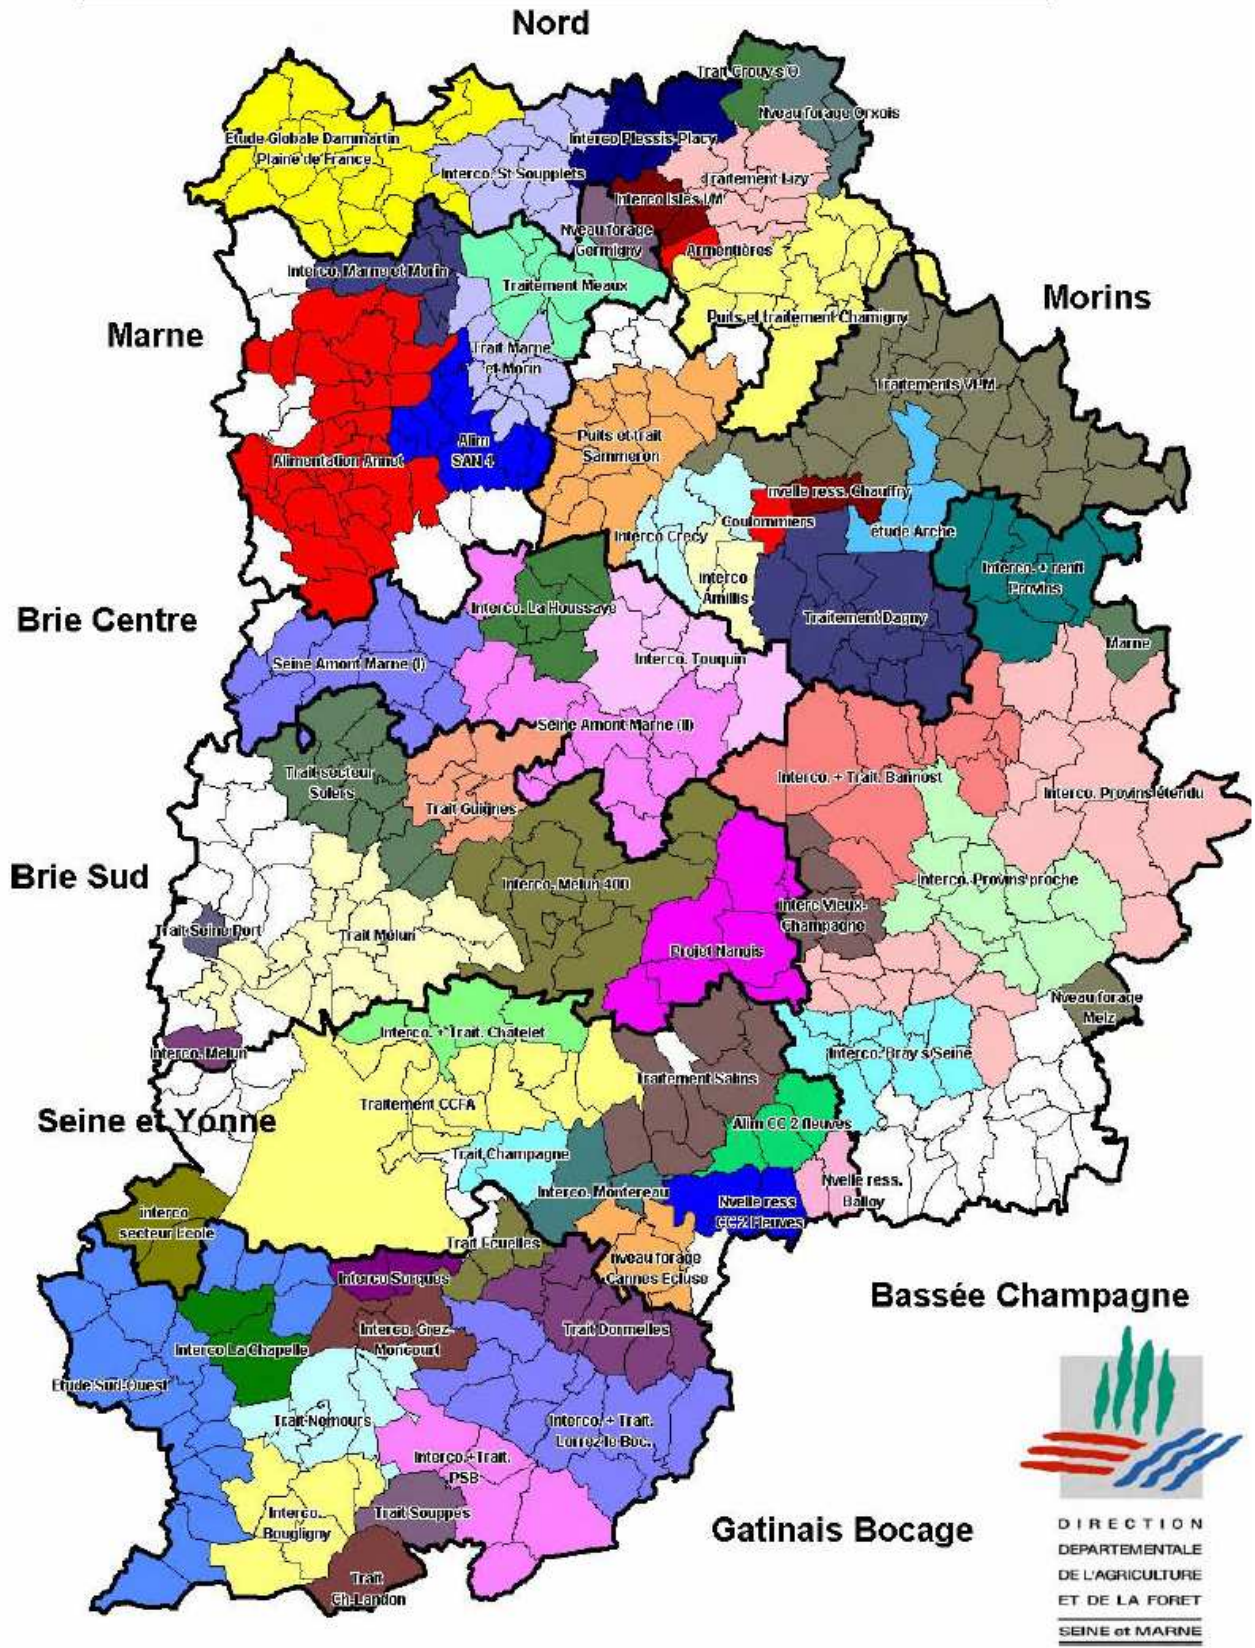 Nord
Trait Crouy s/O
Nveau forage Orxois
Etude Globale Dammartin
Plaine de France
Interco Plessis-Placy
Interco. St Soupplets
Traitement Lizy
Interco Isles l/M
Nveau forage
Germigny
Armentières
Interco. Marne et Morin
Traitement Meaux
Morins
Marne
Puits et traitement Chamigny
Trait Marne
et Morin
Traitements VPM
Puits et trait
Sammeron
Alim
SAN 4
Alimentation Annet
nvelle ress. Chauffry
Coulommiers
étude Arche
Interco Crecy
Interco. + renft
Provins
interco
Amillis
Brie Centre
Interco. La Houssaye
Traitement Dagny
Marne
Seine Amont Marne (I)
Interco. Touquin
Seine Amont Marne (II)
Trait secteur
Solers
Interco. + Trait. Bannost
Interco. Provins étendu
Trait Guignes
Brie Sud
Interco. Melun 400
Interco. Provins proche
Interc Vieux-
Champagne
Trait Seine Port
Trait Melun
Projet Nangis
Nveau forage
Melz
Interco. + Trait. Chatelet
Interco. Melun
Interco. Bray s/Seine
Traitement Salins
Traitement CCFA
Seine et Yonne
Alim CC 2 fleuves
Trait Champagne
Interco. Montereau
Nvelle ress.
Balloy
Nvelle ress
CC 2 Fleuves
interco
secteur Ecole
Trait Ecuelles
nveau forage
Cannes Ecluse
Interco Sorques
Bassée Champagne
Interco. Grez-
Moncourt
Trait Dormelles
Interco La Chapelle
Etude Sud-Ouest
Trait Nemours
Interco. + Trait.
Lorrez le Boc.
Interco.+Trait.
PSB
Interco.
Bougligny
Trait Souppes
Gatinais Bocage
Trait
Ch-Landon
DIRECTION
DEPARTEMENTALE
DE L'AGRICULTURE
ET DE LA FORET
SEINE et MARNE